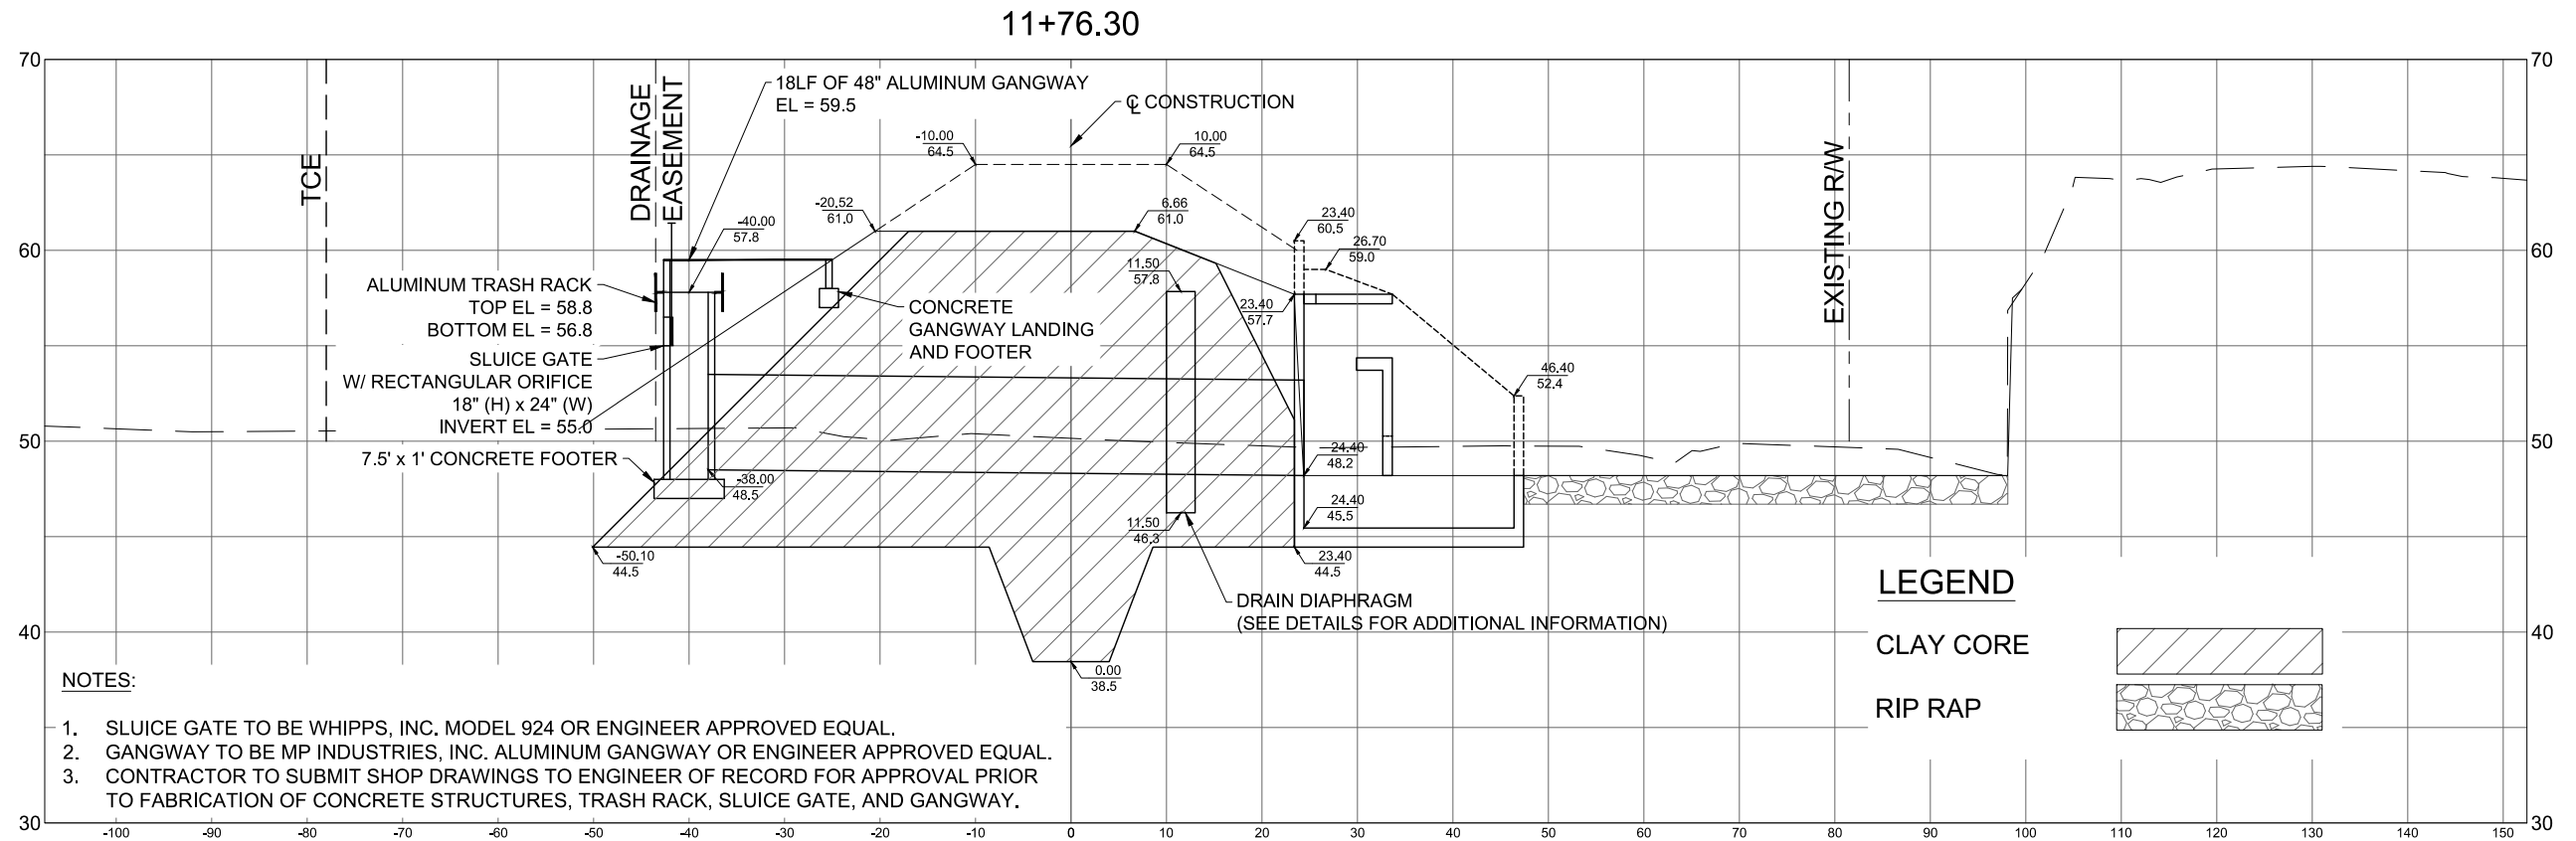 11+76.30
70
70
18LF OF 48" ALUMINUM GANGWAY
EL = 59.5
℄ CONSTRUCTION
TCE
DRAINAGE
EASEMENT
EXISTING R/W
-10.00
64.5
10.00
64.5
-20.52
61.0
6.66
61.0
23.40
60.5
-40.00
57.8
26.70
59.0
60
60
11.50
57.8
ALUMINUM TRASH RACK
TOP EL = 58.8
BOTTOM EL = 56.8
SLUICE GATE
W/ RECTANGULAR ORIFICE
18" (H) x 24" (W)
INVERT EL = 55.0
CONCRETE
GANGWAY LANDING
AND FOOTER
23.40
57.7
46.40
52.4
50
50
7.5' x 1' CONCRETE FOOTER
-38.00
48.5
24.40
48.2
24.40
45.5
11.50
46.3
-50.10
44.5
23.40
44.5
DRAIN DIAPHRAGM
(SEE DETAILS FOR ADDITIONAL INFORMATION)
LEGEND
CLAY CORE
RIP RAP
40
40
0.00
38.5
NOTES:
1. SLUICE GATE TO BE WHIPPS, INC. MODEL 924 OR ENGINEER APPROVED EQUAL.
2. GANGWAY TO BE MP INDUSTRIES, INC. ALUMINUM GANGWAY OR ENGINEER APPROVED EQUAL.
3. CONTRACTOR TO SUBMIT SHOP DRAWINGS TO ENGINEER OF RECORD FOR APPROVAL PRIOR
TO FABRICATION OF CONCRETE STRUCTURES, TRASH RACK, SLUICE GATE, AND GANGWAY.
30
30
-100 -90 -80 -70 -60 -50 -40 -30 -20 -10 0 10 20 30 40 50 60 70 80 90 100 110 120 130 140 150